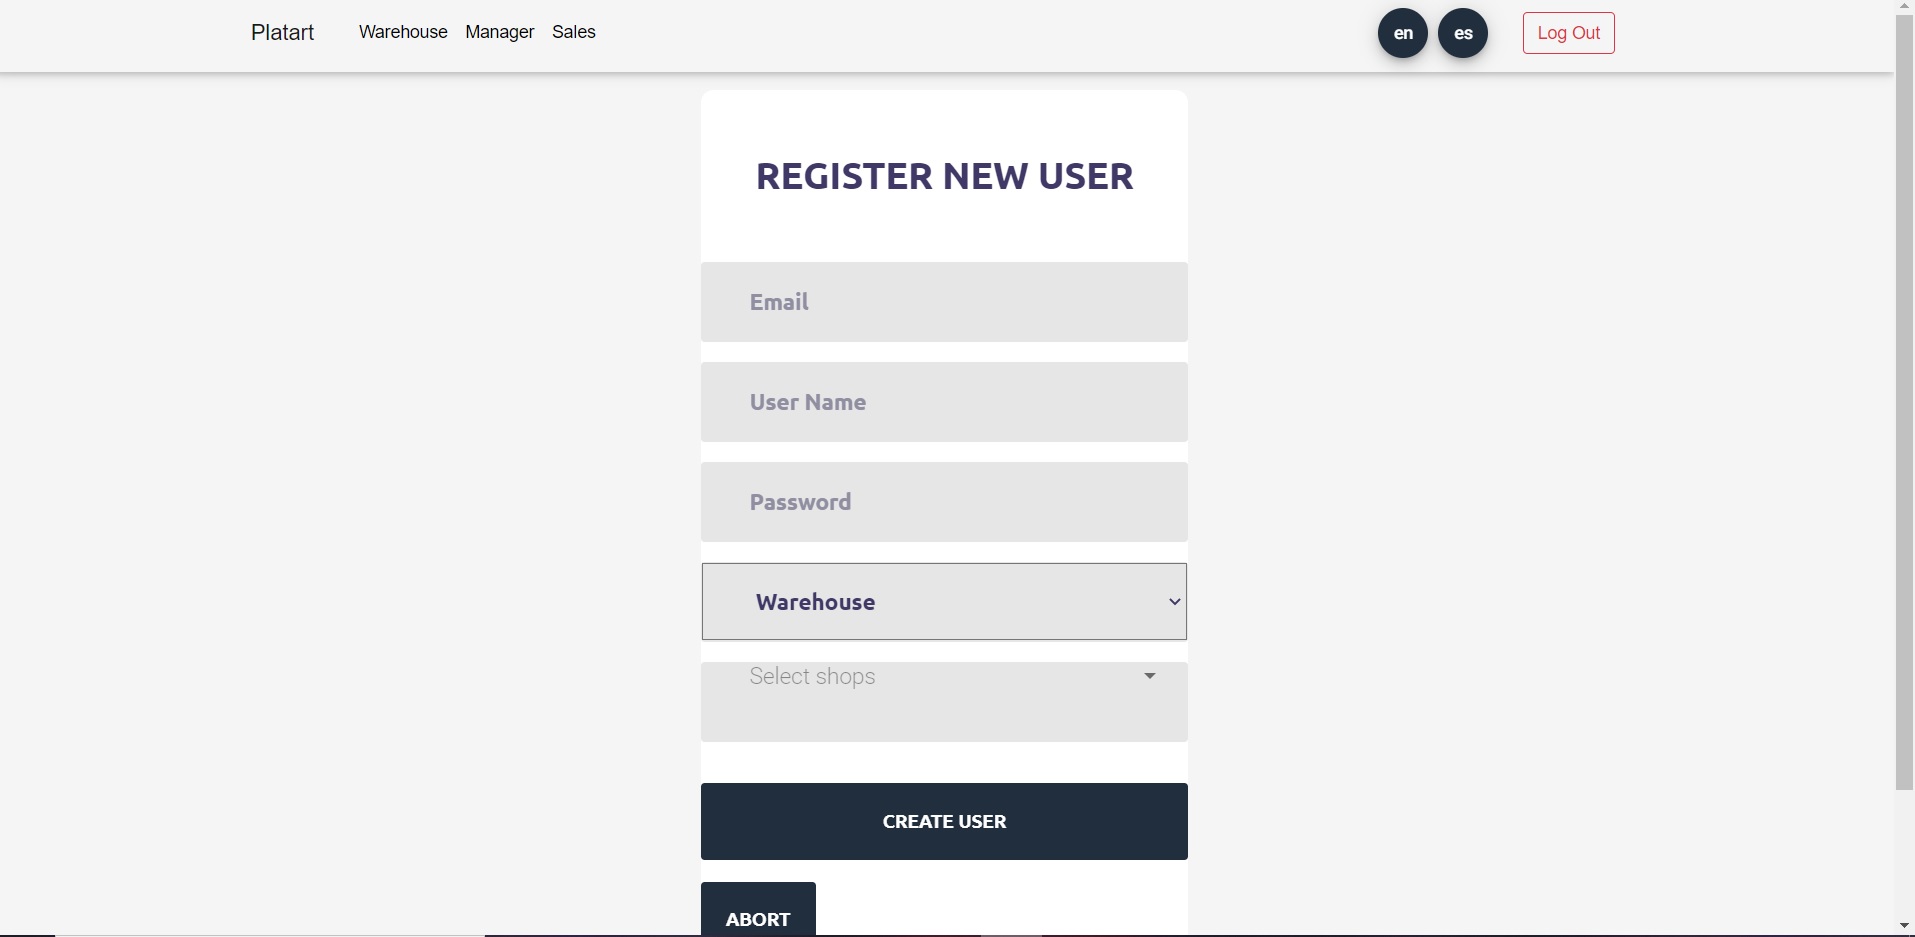 Platart Warehouse Manager Sales en es Log Out
REGISTER NEW USER
Email
User Name
Password
Warehouse
Select shops
CREATE USER
ABORT